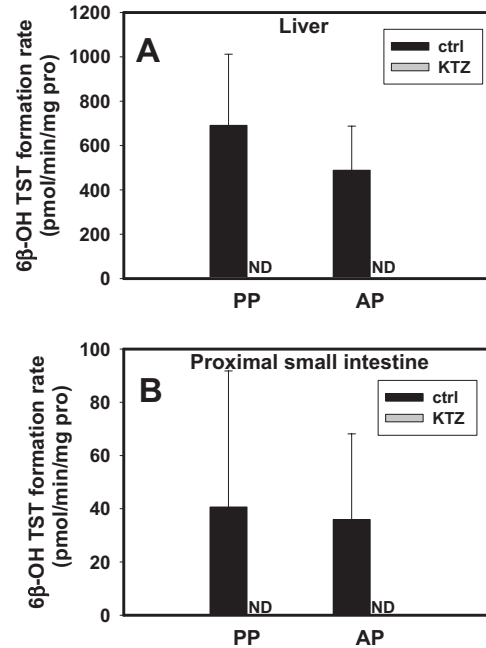 1200
1000
800
600
400
200
0
6β-OH TST formation rate
(pmol/min/mg pro)
A
Liver
ctrl
KTZ
ND
ND
PP
AP
100
80
60
40
20
0
6β-OH TST formation rate
(pmol/min/mg pro)
B
Proximal small intestine
ctrl
KTZ
ND
ND
PP
AP